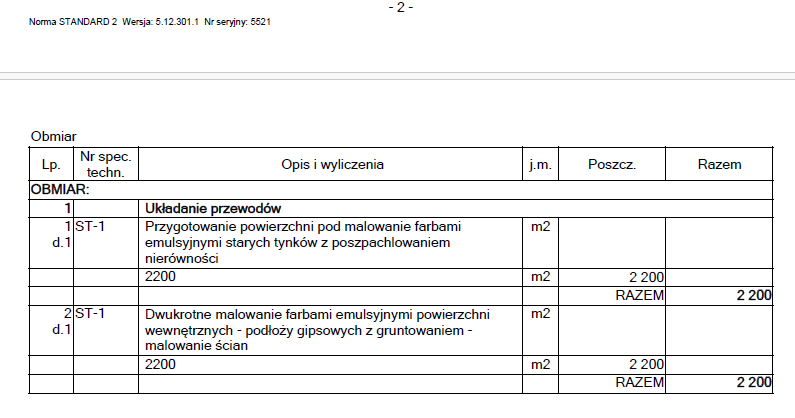 - 2 -
Norma STANDARD 2 Wersja: 5.12.301.1 Nr seryjny: 5521
Obmiar
Lp. Nr spec. techn. Opis i wyliczenia j.m. Poszcz. Razem
OBMIAR:
1 Układanie przewodów
1 ST-1 Przygotowanie powierzchni pod malowanie farbami m2
d.1 emulsyjnymi starych tynków z poszpachlowaniem
nierówności
2200 m2 2 200
RAZEM 2 200
2 ST-1 Dwukrotne malowanie farbami emulsyjnymi powierzchni m2
d.1 wewnętrznych - podłoży gipsowych z gruntowaniem -
malowanie ścian
2200 m2 2 200
RAZEM 2 200